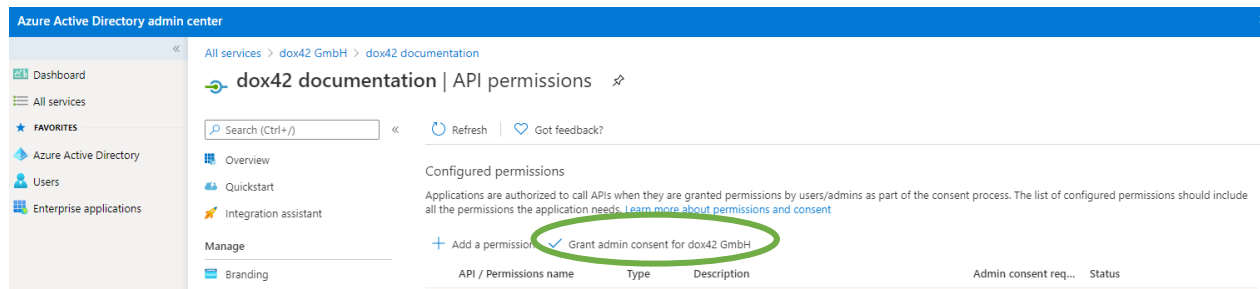 Azure Active Directory admin center
«
Dashboard
All services
FAVORITES
Azure Active Directory
Users
Enterprise applications
All services > dox42 GmbH > dox42 documentation
dox42 documentation | API permissions
Search (Ctrl+/)
«
Overview
Quickstart
Integration assistant
Manage
Branding
Refresh
Got feedback?
Configured permissions
Applications are authorized to call APIs when they are granted permissions by users/admins as part of the consent process. The list of configured permissions should include
all the permissions the application needs. Learn more about permissions and consent
Add a permission Grant admin consent for dox42 GmbH
API / Permissions name Type Description Admin consent req... Status